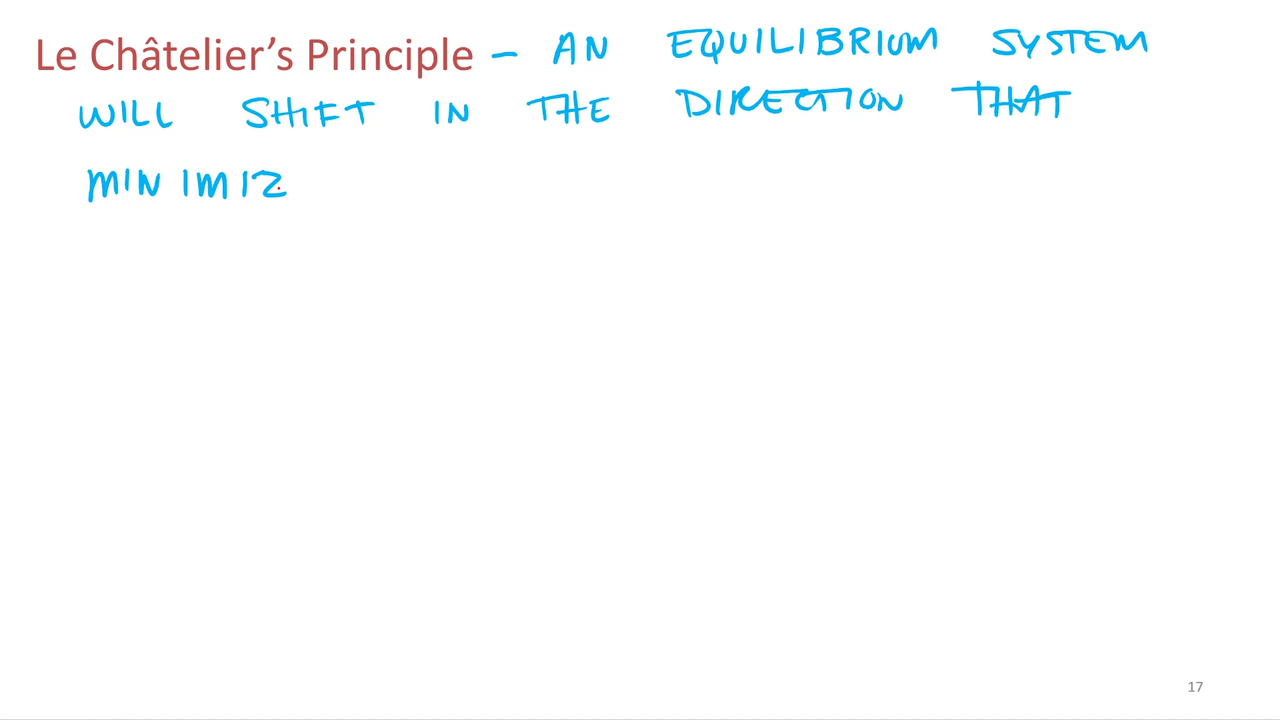 Le Châtelier's Principle – AN EQUILIBRIUM SYSTEM
WILL SHIFT IN THE DIRECTION THAT
MINIMIZ
17